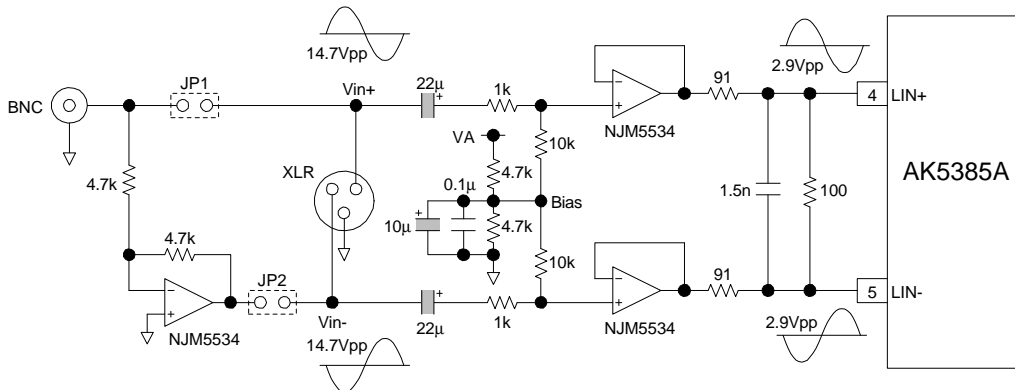 14.7Vpp
2.9Vpp
JP1
Vin+
22μ
+
1k
91
BNC
4
LIN+
+
−
NJM5534
VA
10k
4.7k
XLR
4.7k
AK5385A
0.1μ
1.5n
100
+
10μ
Bias
4.7k
4.7k
10k
91
JP2
+
−
+
−
5
LIN-
NJM5534
Vin-
22μ
+
1k
NJM5534
14.7Vpp
2.9Vpp